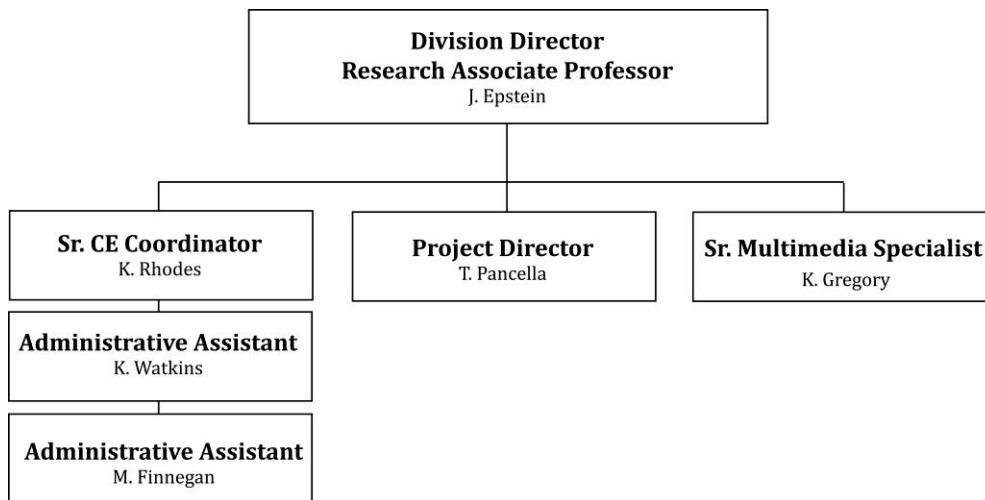 Division Director
Research Associate Professor
J. Epstein
Sr. CE Coordinator
K. Rhodes
Project Director
T. Pancella
Sr. Multimedia Specialist
K. Gregory
Administrative Assistant
K. Watkins
Administrative Assistant
M. Finnegan